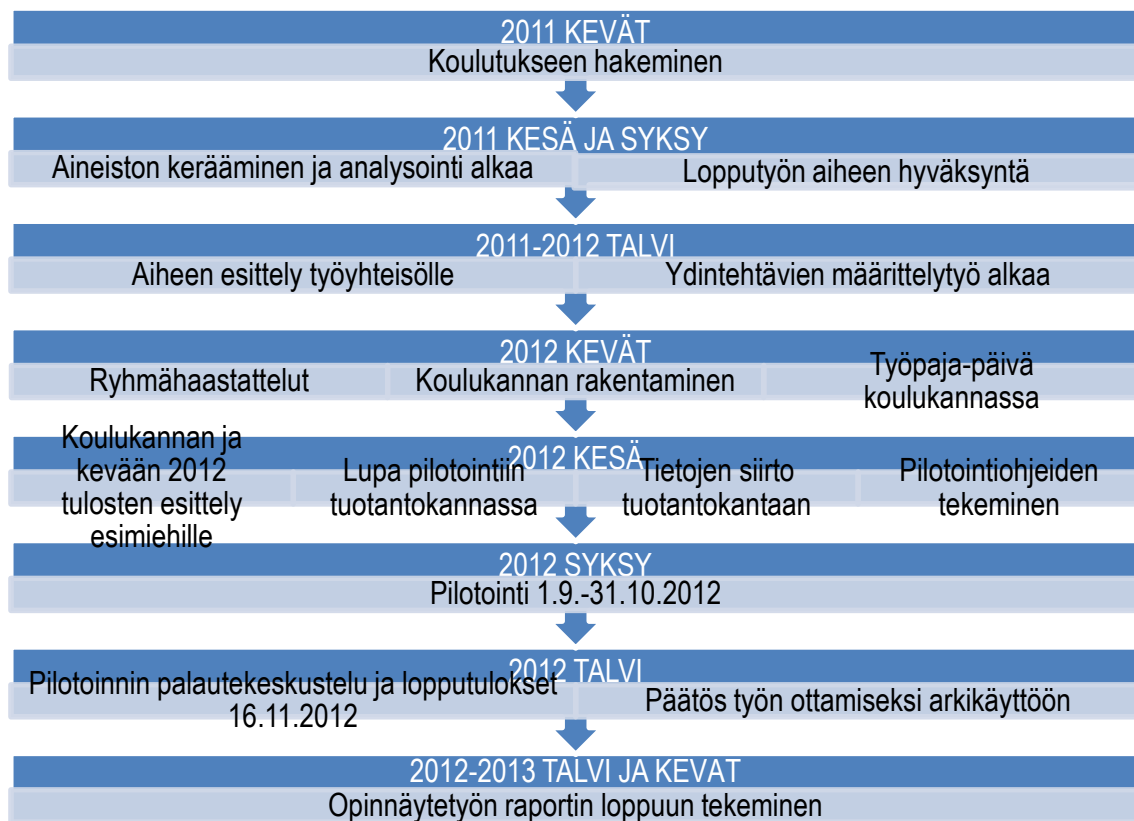 2011 KEVÄT
Koulutukseen hakeminen
2011 KESÄ JA SYKSY
Aineiston kerääminen ja analysointi alkaa
Lopputyön aiheen hyväksyntä
2011-2012 TALVI
Aiheen esittely työyhteisölle
Ydintehtävien määrittelytyö alkaa
2012 KEVÄT
Ryhmähaastattelut
Koulukannan rakentaminen
Työpaja-päivä
koulukannassa
2012 KESÄ
Koulukannan ja
kevään 2012
tulosten esittely
esimiehille
Lupa pilotointiin
tuotantokannassa
Tietojen siirto
tuotantokantaan
Pilotointiohjeiden
tekeminen
2012 SYKSY
Pilotointi 1.9.-31.10.2012
2012 TALVI
Pilotoinnin palautekeskustelu ja lopputulokset
16.11.2012
Päätös työn ottamiseksi arkikäyttöön
2012-2013 TALVI JA KEVÄT
Opinnäytetyön raportin loppuun tekeminen